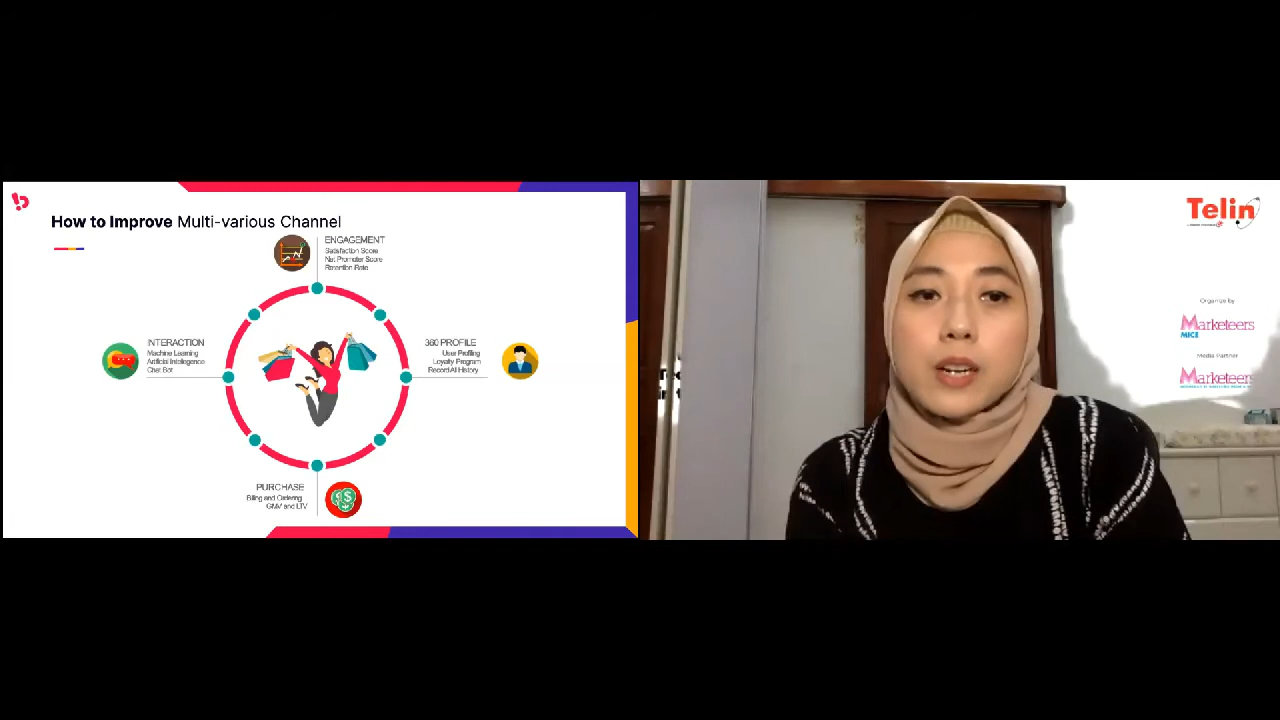 How to Improve Multi-various Channel
ENGAGEMENT
Satisfaction Score
Net Promoter Score
Retention Rate
INTERACTION
Machine Learning
Artificial Intellegence
Chat Bot
360 PROFILE
User Profiling
Loyalty Program
Record All History
PURCHASE
Billing and Ordering
GMV and LTV
Telin
Organize by
Marketeers
MICE
Media Partner
Marketeers